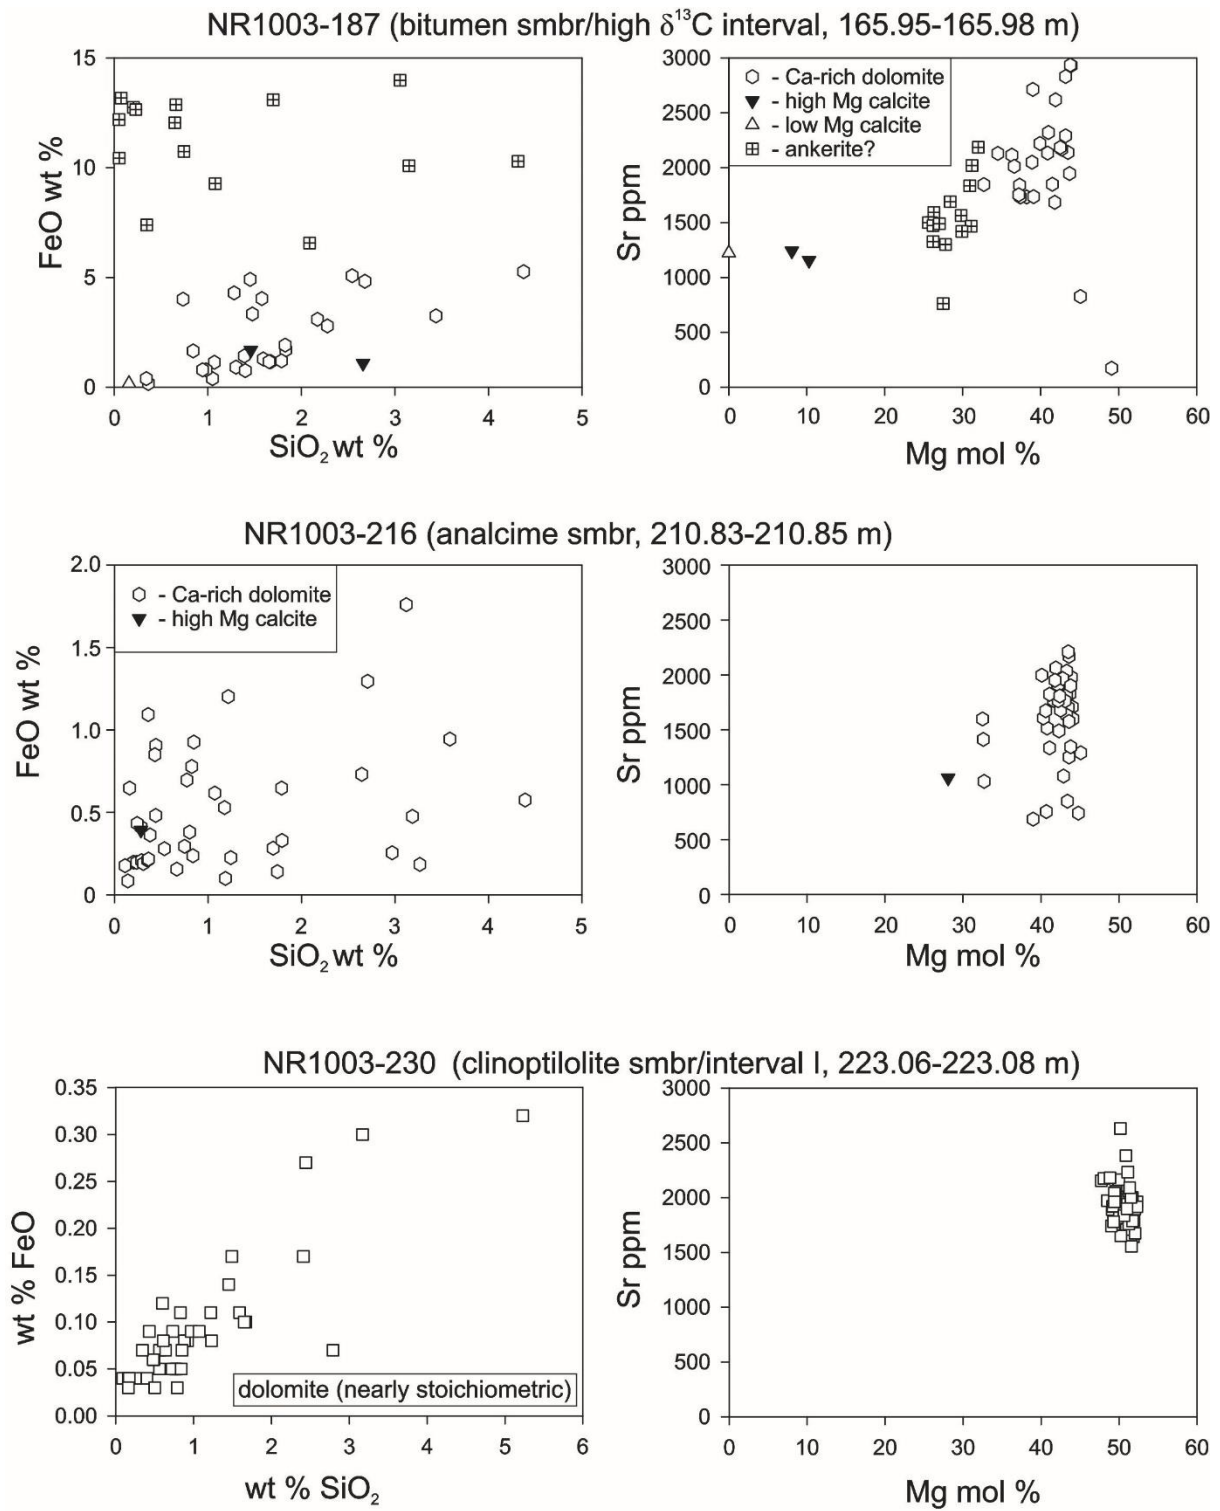 NR1003-187 (bitumen smbr/high δ¹³C interval, 165.95-165.98 m)
15
10
5
0
FeO wt %
0 1 2 3 4 5
SiO₂ wt %
3000
2500
2000
1500
1000
500
0
Sr ppm
- Ca-rich dolomite
- high Mg calcite
- low Mg calcite
- ankerite?
0 10 20 30 40 50 60
Mg mol %
NR1003-216 (analcime smbr, 210.83-210.85 m)
2.0
1.5
1.0
0.5
0
FeO wt %
- Ca-rich dolomite
- high Mg calcite
0 1 2 3 4 5
SiO₂ wt %
3000
2500
2000
1500
1000
500
0
Sr ppm
0 10 20 30 40 50 60
Mg mol %
NR1003-230 (clinoptilolite smbr/interval I, 223.06-223.08 m)
0.35
0.30
0.25
0.20
0.15
0.10
0.05
0.00
wt % FeO
dolomite (nearly stoichiometric)
0 1 2 3 4 5 6
wt % SiO₂
3000
2500
2000
1500
1000
500
0
Sr ppm
0 10 20 30 40 50 60
Mg mol %